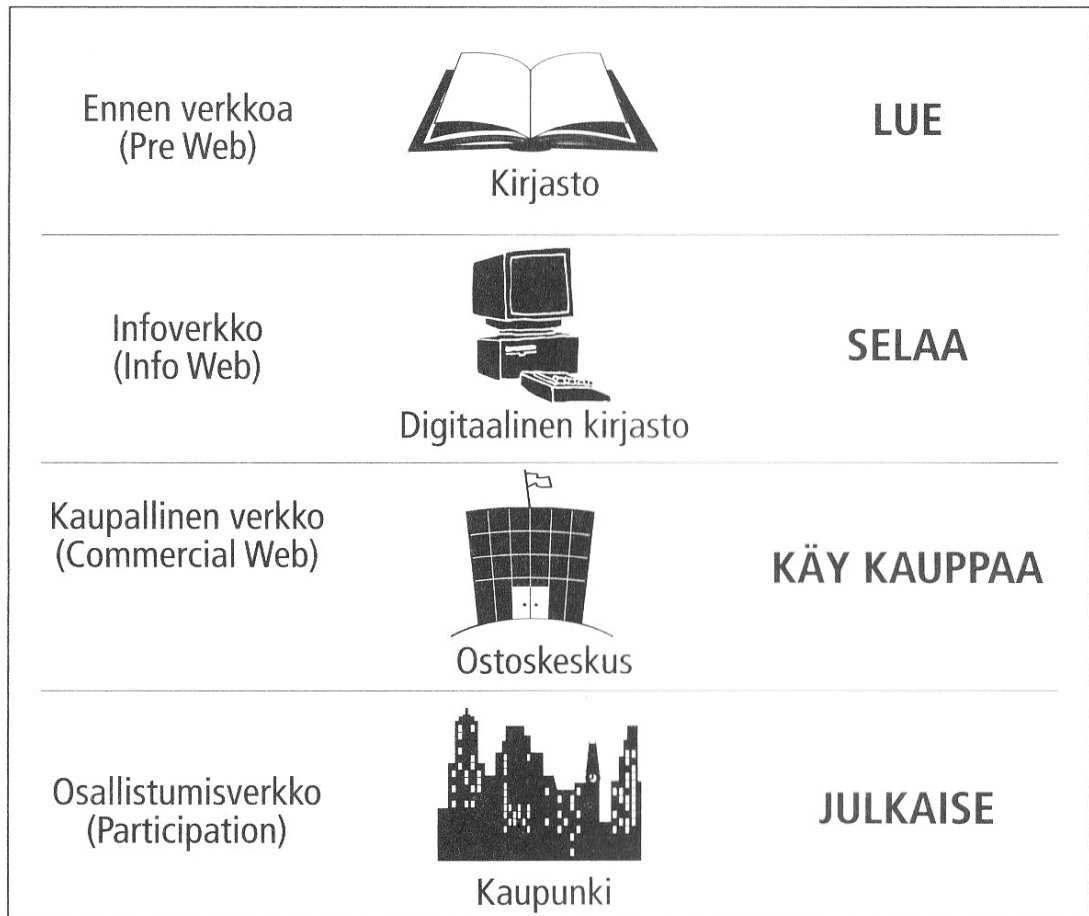 Ennen verkkoa
(Pre Web)
Kirjasto
LUE
Infoverkko
(Info Web)
Digitaalinen kirjasto
SELAA
Kaupallinen verkko
(Commercial Web)
Ostoskeskus
KÄY KAUPPAA
Osallistumisverkko
(Participation)
Kaupunki
JULKAISE